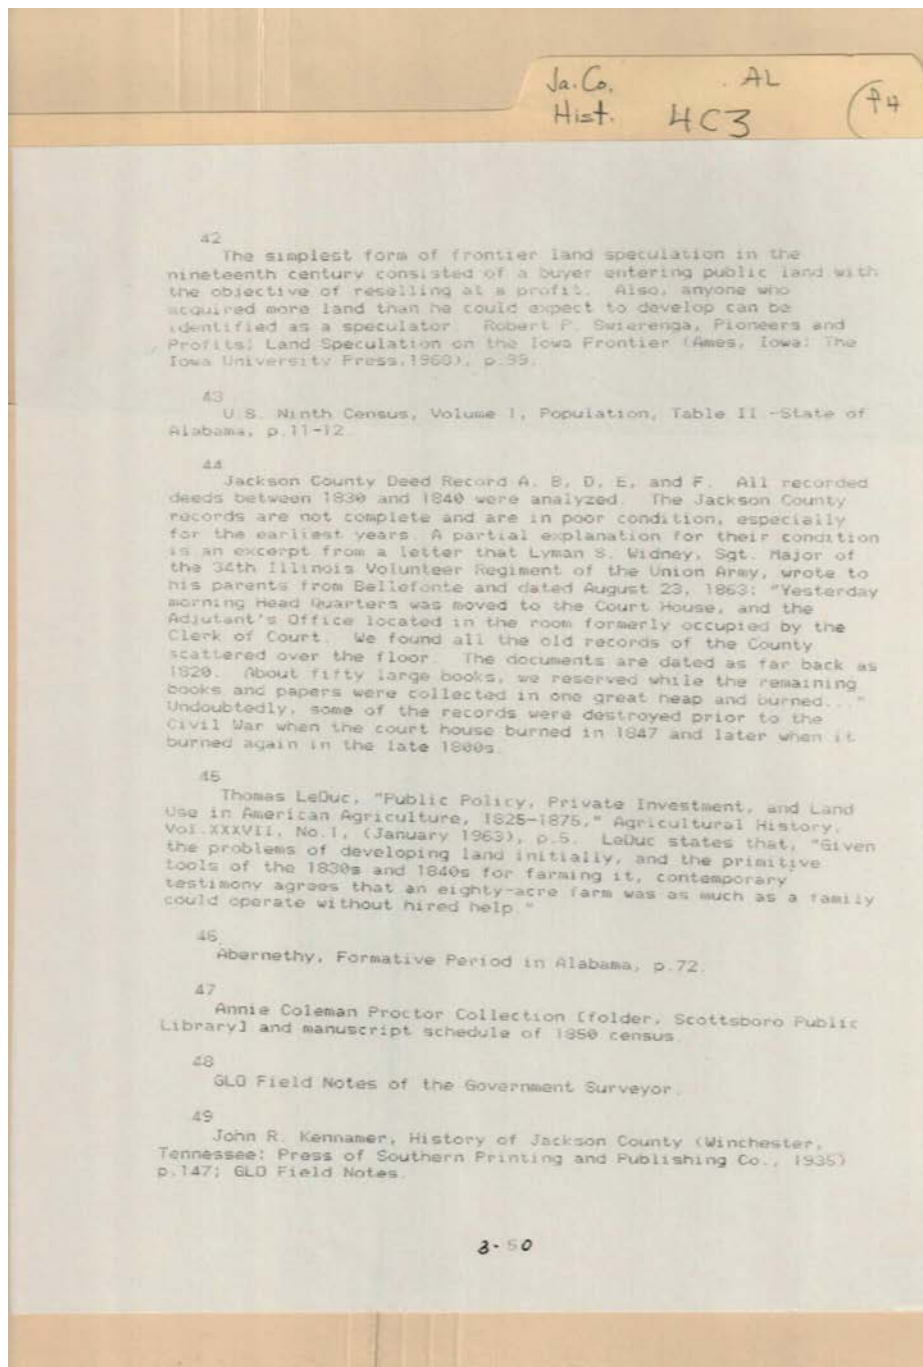 Ja. Co. AL
Hist. 4C3 P4
42
The simplest form of frontier land speculation in the
nineteenth century consisted of a buyer entering public land with
the objective of reselling at a profit. Also, anyone who
acquired more land than he could expect to develop can be
identified as a speculator. Robert P. Swierenga, Pioneers and
Profits: Land Speculation on the Iowa Frontier (Ames, Iowa: The
Iowa University Press,1968), p.99.
43
U.S. Ninth Census, Volume I, Population, Table II -State of
Alabama, p.11-12.
44
Jackson County Deed Record A, B, D, E, and F. All recorded
deeds between 1830 and 1840 were analyzed. The Jackson County
records are not complete and are in poor condition, especially
for the earliest years. A partial explanation for their condition
is an excerpt from a letter that Lyman S. Widney, Sgt. Major of
the 34th Illinois Volunteer Regiment of the Union Army, wrote to
his parents from Bellefonte and dated August 23, 1863: "Yesterday
morning Head Quarters was moved to the Court House, and the
Adjutant's Office located in the room formerly occupied by the
Clerk of Court. We found all the old records of the County
scattered over the floor. The documents are dated as far back as
1820. About fifty large books, we reserved while the remaining
books and papers were collected in one great heap and burned..."
Undoubtedly, some of the records were destroyed prior to the
Civil War when the court house burned in 1847 and later when it
burned again in the late 1800s.
45
Thomas LeDuc, "Public Policy, Private Investment, and Land
Use in American Agriculture, 1825-1875," Agricultural History,
Vol.XXXVII, No.1, (January 1963), p.5. LeDuc states that, "Given
the problems of developing land initially, and the primitive
tools of the 1830s and 1840s for farming it, contemporary
testimony agrees that an eighty-acre farm was as much as a family
could operate without hired help."
46
Abernethy, Formative Period in Alabama, p.72.
47
Annie Coleman Proctor Collection [folder, Scottsboro Public
Library] and manuscript schedule of 1850 census.
48
GLO Field Notes of the Government Surveyor.
49
John R. Kennamer, History of Jackson County (Winchester,
Tennessee: Press of Southern Printing and Publishing Co., 1935)
p.147; GLO Field Notes.
3-50